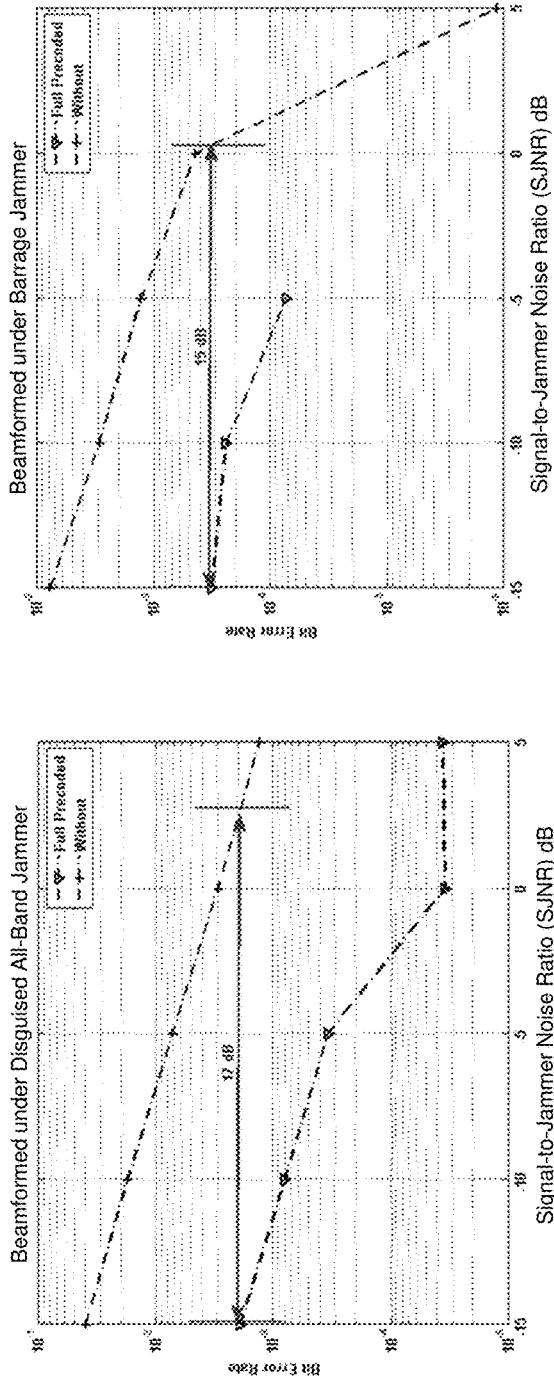 Beamformed under Disguised All-Band Jammer
Full Precoded
Without
17 dB
Bit Error Rate
-15
-10
-5
0
5
Signal-to-Jammer Noise Ratio (SJNR) dB
Beamformed under Barrage Jammer
Full Precoded
Without
15 dB
Bit Error Rate
-15
-10
-5
0
5
Signal-to-Jammer Noise Ratio (SJNR) dB